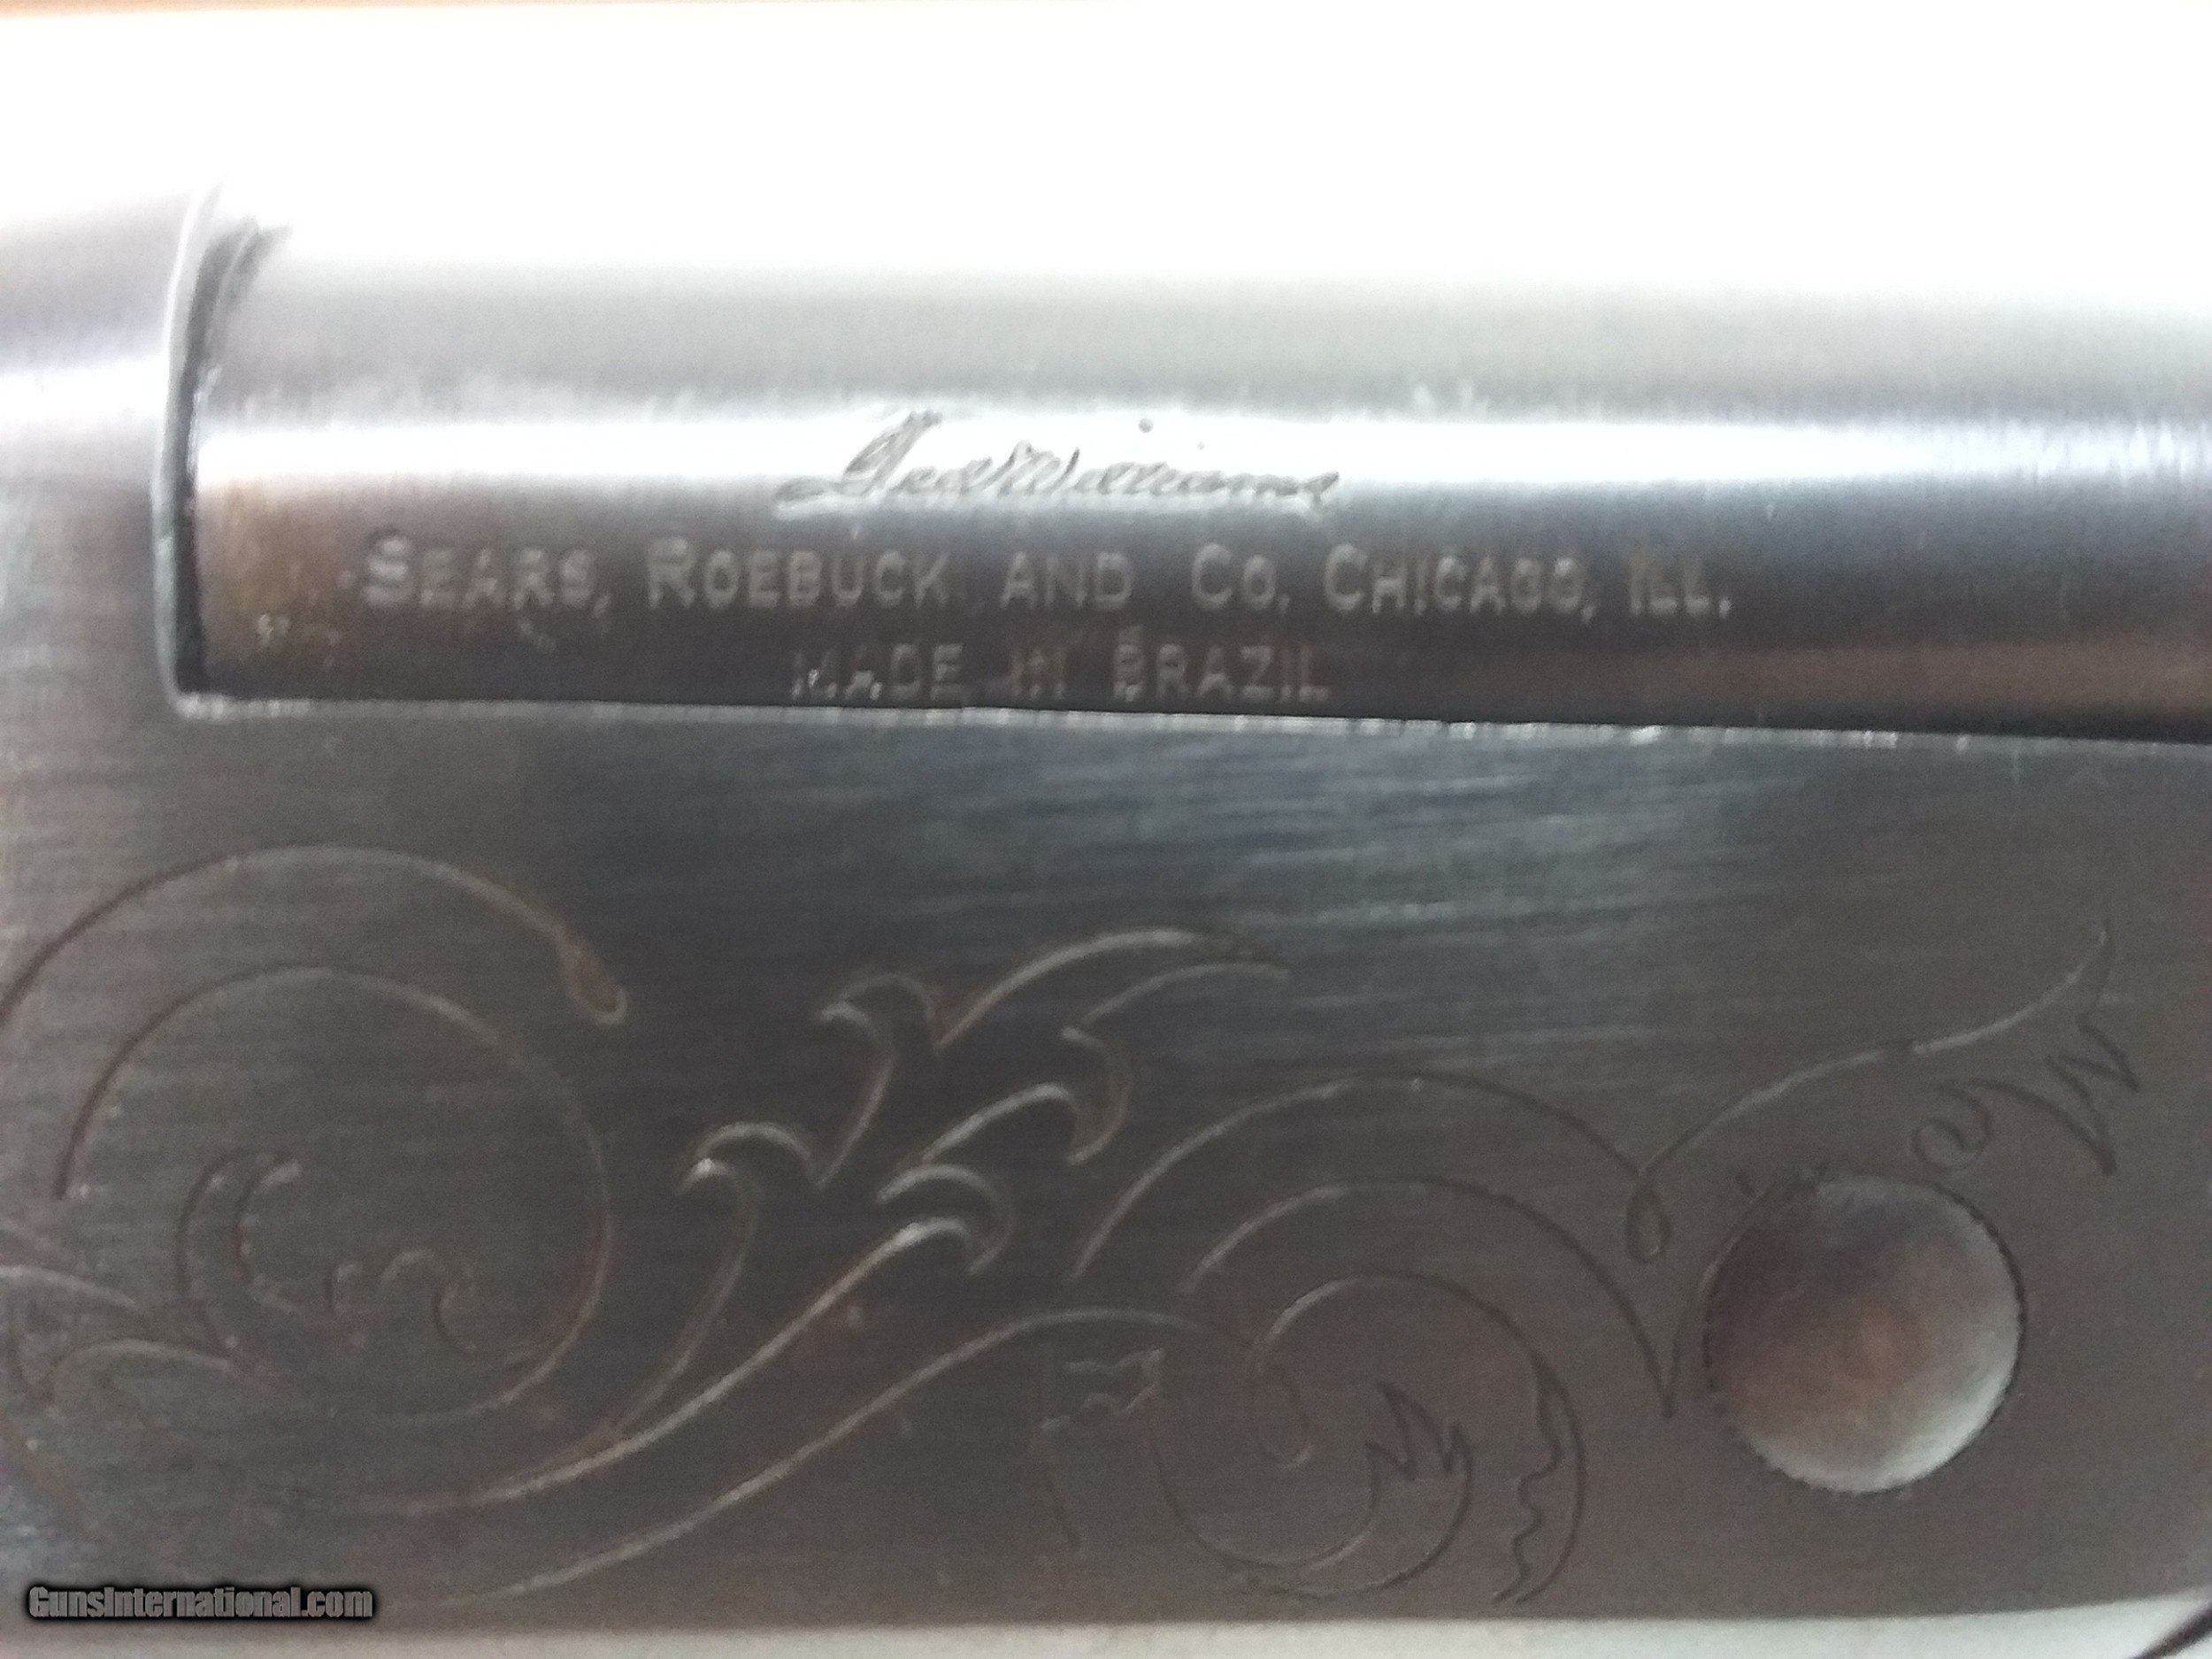 Ted Williams
SEARS, ROEBUCK AND CO. CHICAGO, ILL.
MADE IN BRAZIL
GunsInternational.com